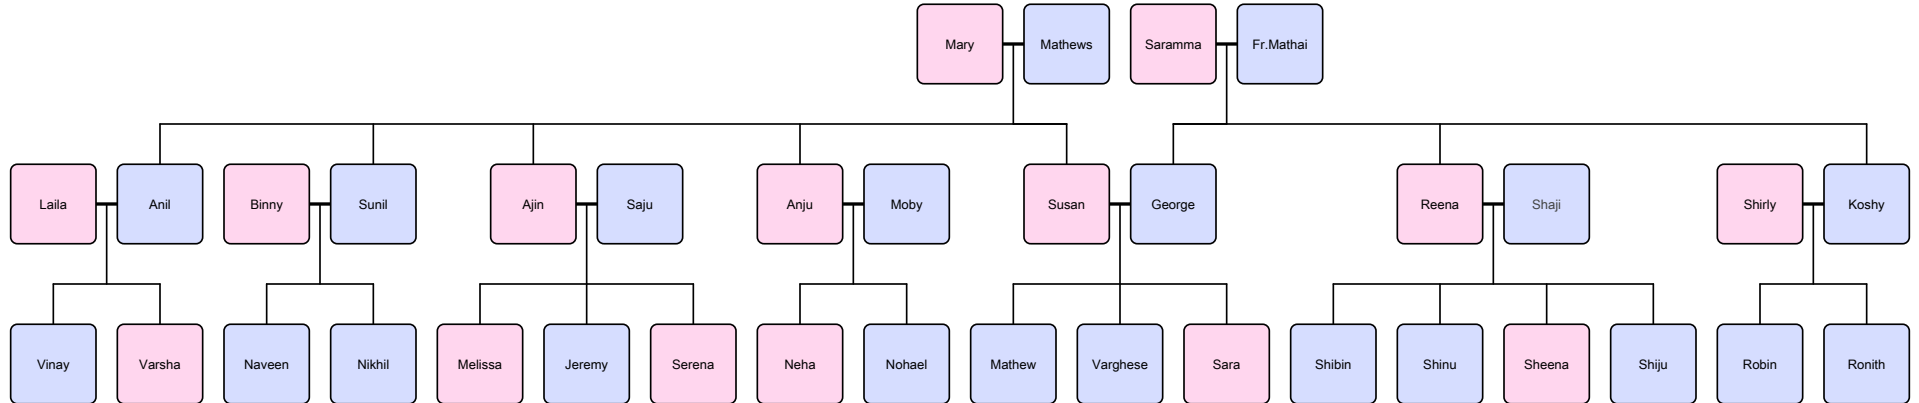 Mary
Mathews
Saramma
Fr.Mathai
Laila
Anil
Binny
Sunil
Ajin
Saju
Anju
Moby
Susan
George
Reena
Shaji
Shirly
Koshy
Vinay
Varsha
Naveen
Nikhil
Melissa
Jeremy
Serena
Neha
Nohael
Mathew
Varghese
Sara
Shibin
Shinu
Sheena
Shiju
Robin
Ronith